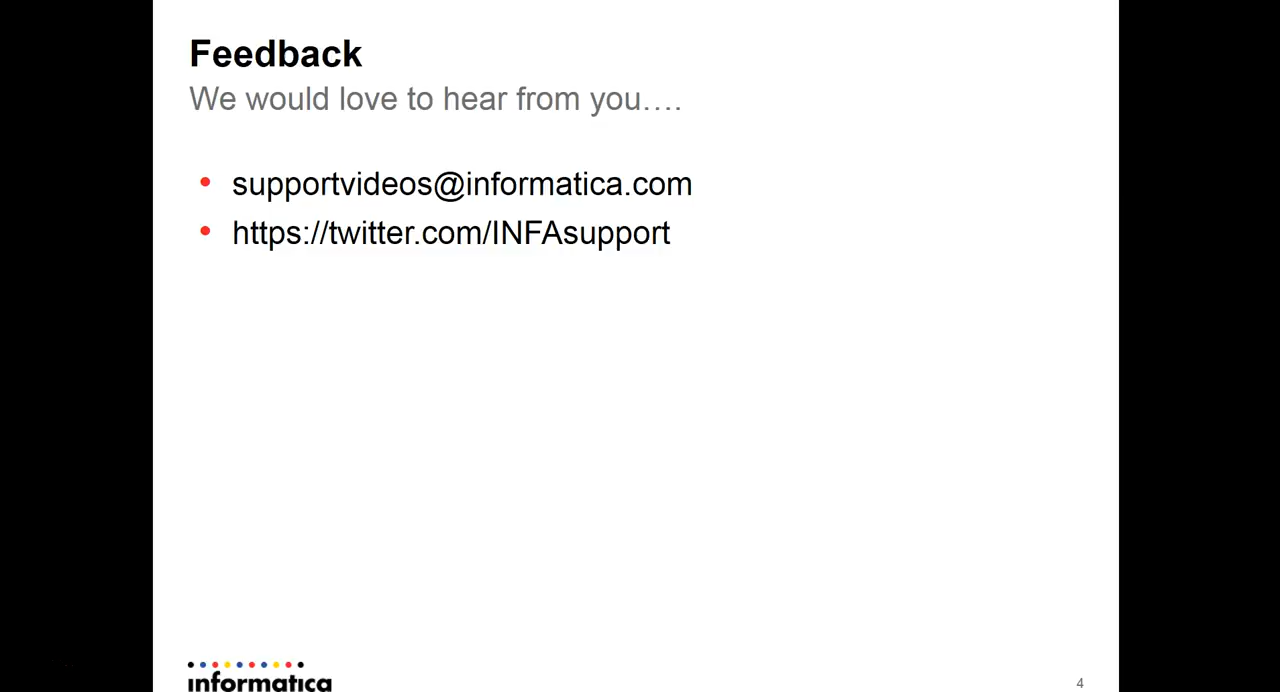 Feedback
We would love to hear from you….
• supportvideos@informatica.com
• https://twitter.com/INFAsupport
informatica
4